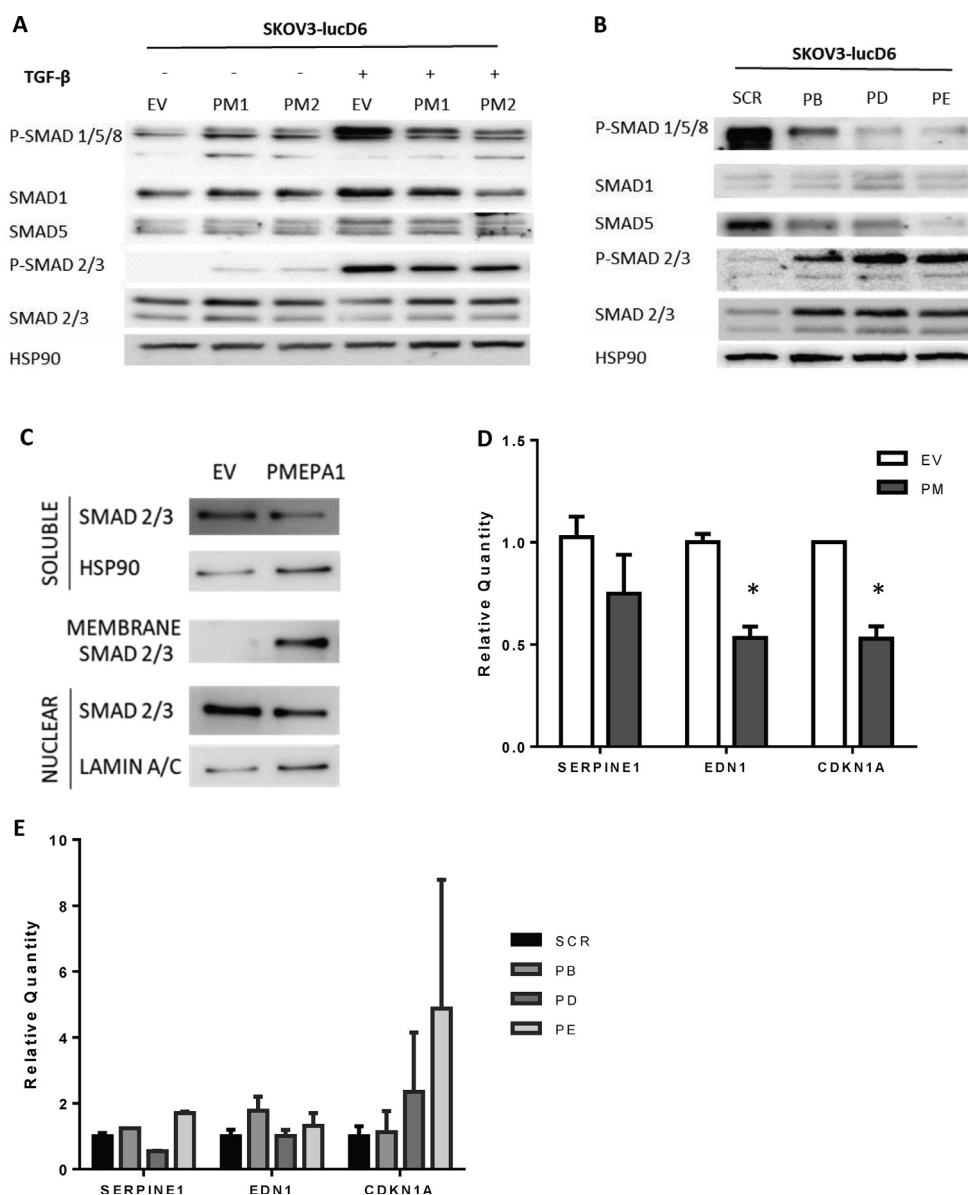 A
SKOV3-lucD6
TGF-β - - - + + +
EV PM1 PM2 EV PM1 PM2
P-SMAD 1/5/8
SMAD1
SMAD5
P-SMAD 2/3
SMAD 2/3
HSP90
B
SKOV3-lucD6
SCR PB PD PE
P-SMAD 1/5/8
SMAD1
SMAD5
P-SMAD 2/3
SMAD 2/3
HSP90
C
EV PMEPA1
SOLUBLE
SMAD 2/3
HSP90
MEMBRANE
SMAD 2/3
NUCLEAR
SMAD 2/3
LAMIN A/C
D
Relative Quantity
1.5
1.0
0.5
0.0
* *
SERPINE1 EDN1 CDKN1A
EV
PM
E
Relative Quantity
10
8
6
4
2
0
SERPINE1 EDN1 CDKN1A
SCR
PB
PD
PE